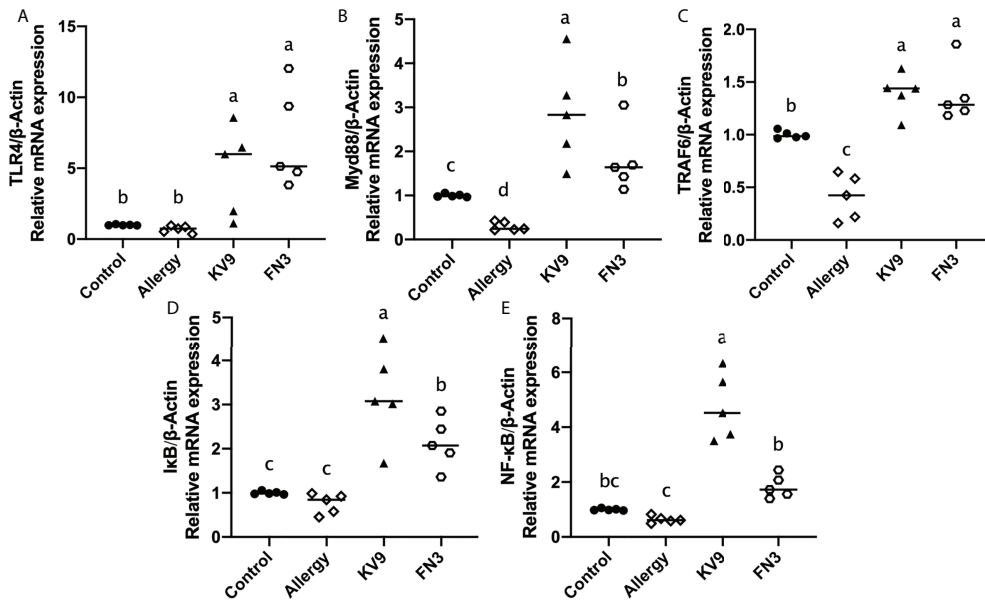 A
TLR4/β-Actin
Relative mRNA expression
15
10
5
0
b
b
a
a
Control
Allergy
KV9
FN3
B
Myd88/β-Actin
Relative mRNA expression
5
4
3
2
1
0
c
d
a
b
Control
Allergy
KV9
FN3
C
TRAF6/β-Actin
Relative mRNA expression
2.0
1.5
1.0
0.5
0.0
b
c
a
a
Control
Allergy
KV9
FN3
D
IκB/β-Actin
Relative mRNA expression
5
4
3
2
1
0
c
c
a
b
Control
Allergy
KV9
FN3
E
NF-κB/β-Actin
Relative mRNA expression
8
6
4
2
0
bc
c
a
b
Control
Allergy
KV9
FN3